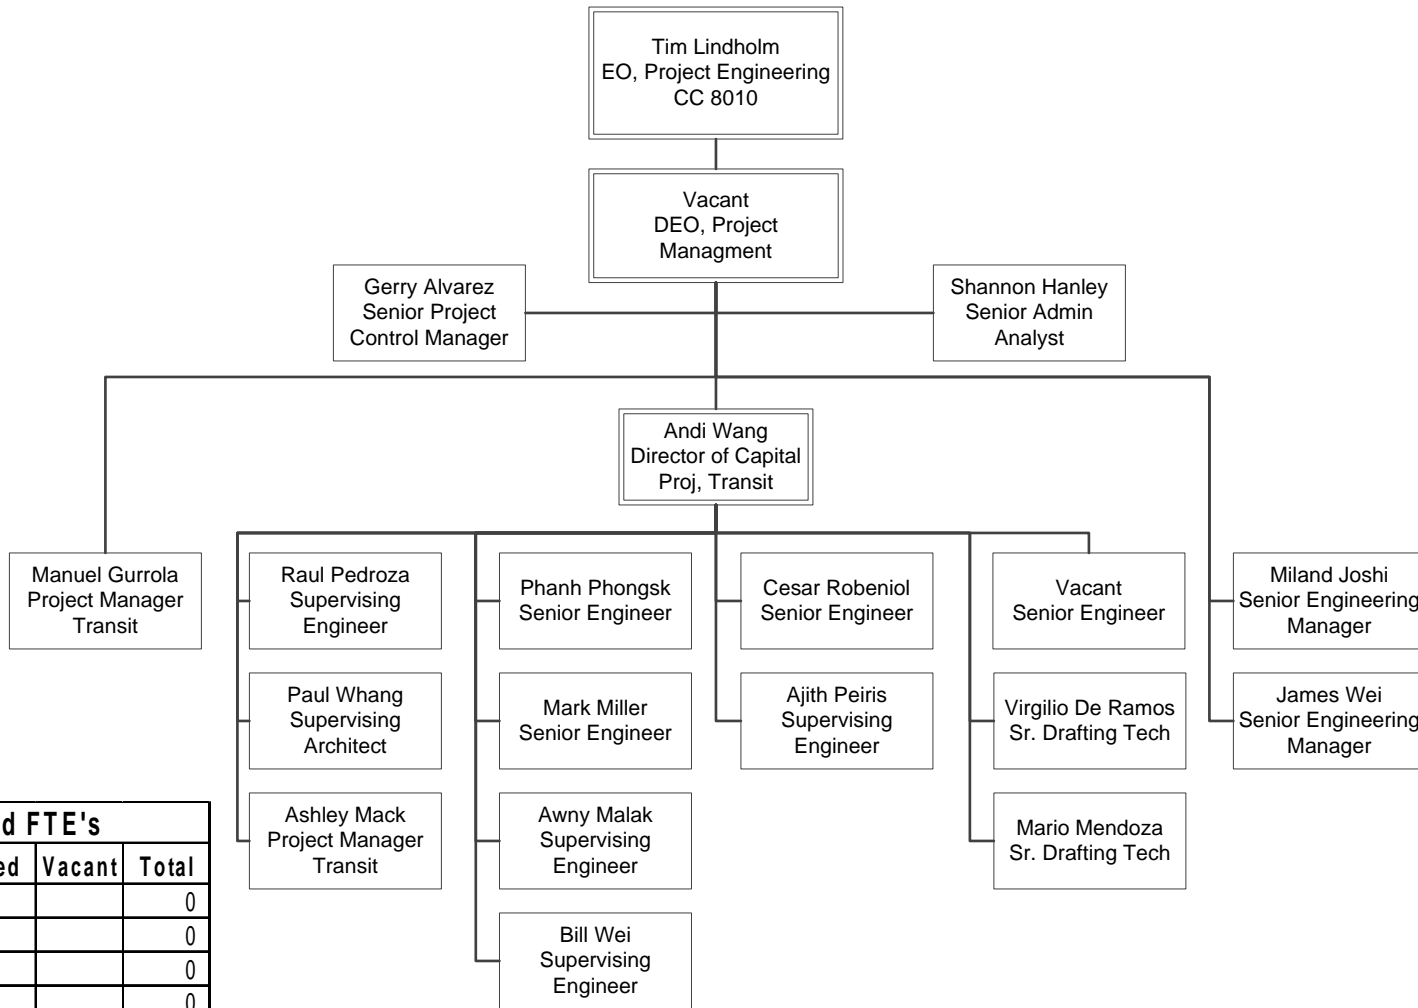 Tim Lindholm
EO, Project Engineering
CC 8010
Vacant
DEO, Project
Managment
Gerry Alvarez
Senior Project
Control Manager
Shannon Hanley
Senior Admin
Analyst
Andi Wang
Director of Capital
Proj, Transit
Manuel Gurrola
Project Manager
Transit
Raul Pedroza
Supervising
Engineer
Phanh Phongsk
Senior Engineer
Cesar Robeniol
Senior Engineer
Vacant
Senior Engineer
Miland Joshi
Senior Engineering
Manager
Paul Whang
Supervising
Architect
Mark Miller
Senior Engineer
Ajith Peiris
Supervising
Engineer
Virgilio De Ramos
Sr. Drafting Tech
James Wei
Senior Engineering
Manager
Ashley Mack
Project Manager
Transit
Awny Malak
Supervising
Engineer
Mario Mendoza
Sr. Drafting Tech
Bill Wei
Supervising
Engineer
d FTE's
ed Vacant Total
0
0
0
0